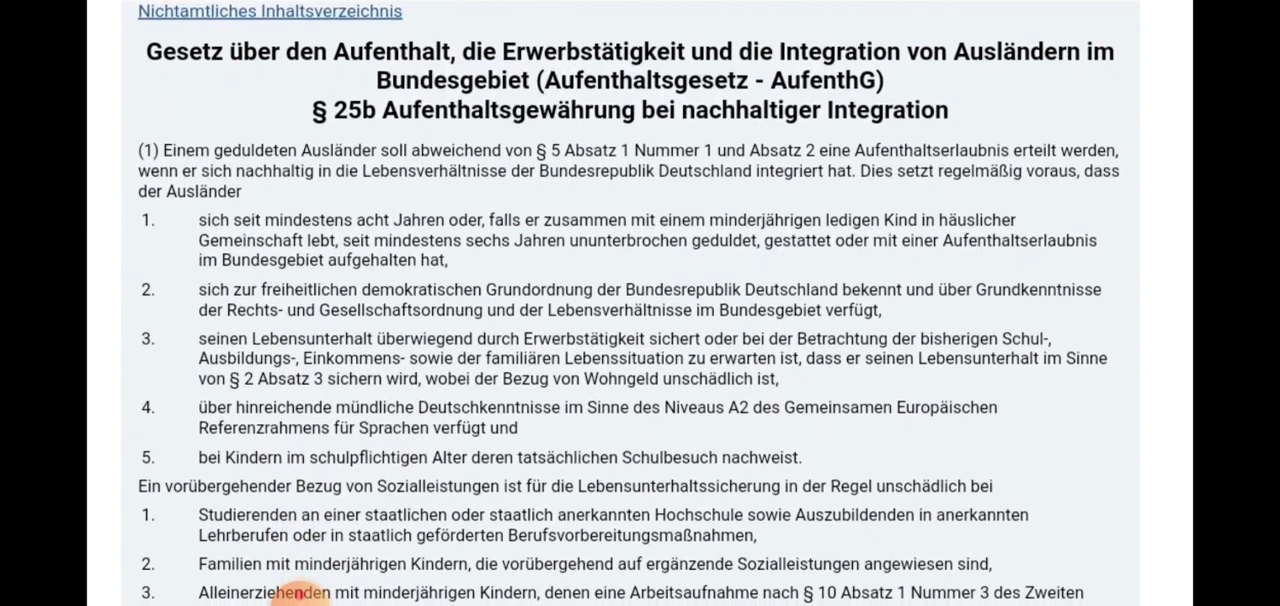 Nichtamtliches Inhaltsverzeichnis
Gesetz über den Aufenthalt, die Erwerbstätigkeit und die Integration von Ausländern im
Bundesgebiet (Aufenthaltsgesetz - AufenthG)
§ 25b Aufenthaltsgewährung bei nachhaltiger Integration
(1) Einem geduldeten Ausländer soll abweichend von § 5 Absatz 1 Nummer 1 und Absatz 2 eine Aufenthaltserlaubnis erteilt werden,
wenn er sich nachhaltig in die Lebensverhältnisse der Bundesrepublik Deutschland integriert hat. Dies setzt regelmäßig voraus, dass
der Ausländer
1. sich seit mindestens acht Jahren oder, falls er zusammen mit einem minderjährigen ledigen Kind in häuslicher
Gemeinschaft lebt, seit mindestens sechs Jahren ununterbrochen geduldet, gestattet oder mit einer Aufenthaltserlaubnis
im Bundesgebiet aufgehalten hat,
2. sich zur freiheitlichen demokratischen Grundordnung der Bundesrepublik Deutschland bekennt und über Grundkenntnisse
der Rechts- und Gesellschaftsordnung und der Lebensverhältnisse im Bundesgebiet verfügt,
3. seinen Lebensunterhalt überwiegend durch Erwerbstätigkeit sichert oder bei der Betrachtung der bisherigen Schul-,
Ausbildungs-, Einkommens- sowie der familiären Lebenssituation zu erwarten ist, dass er seinen Lebensunterhalt im Sinne
von § 2 Absatz 3 sichern wird, wobei der Bezug von Wohngeld unschädlich ist,
4. über hinreichende mündliche Deutschkenntnisse im Sinne des Niveaus A2 des Gemeinsamen Europäischen
Referenzrahmens für Sprachen verfügt und
5. bei Kindern im schulpflichtigen Alter deren tatsächlichen Schulbesuch nachweist.
Ein vorübergehender Bezug von Sozialleistungen ist für die Lebensunterhaltssicherung in der Regel unschädlich bei
1. Studierenden an einer staatlichen oder staatlich anerkannten Hochschule sowie Auszubildenden in anerkannten
Lehrberufen oder in staatlich geförderten Berufsvorbereitungsmaßnahmen,
2. Familien mit minderjährigen Kindern, die vorübergehend auf ergänzende Sozialleistungen angewiesen sind,
3. Alleinerziehenden mit minderjährigen Kindern, denen eine Arbeitsaufnahme nach § 10 Absatz 1 Nummer 3 des Zweiten